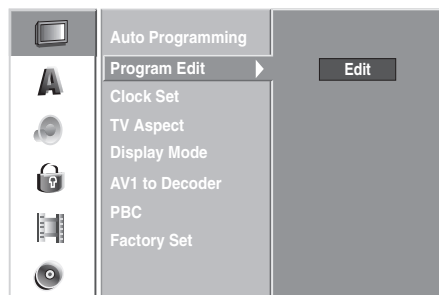 Auto Programming
Program Edit
Edit
Clock Set
TV Aspect
Display Mode
AV1 to Decoder
PBC
Factory Set